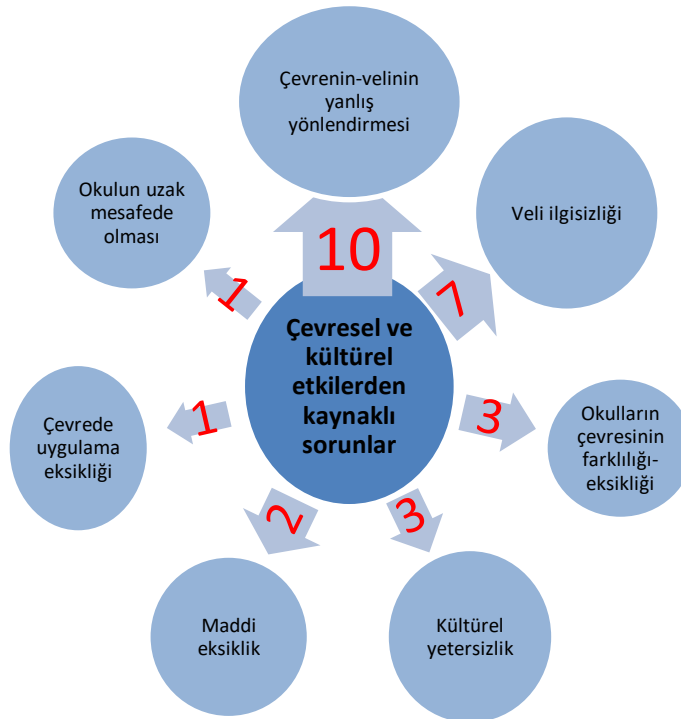 Çevrenin-velinin
yanlış
yönlendirmesi
Okulun uzak
mesafede
olması
Veli ilgisizliği
10
1
7
Çevresel ve
kültürel
etkilerden
kaynaklı
sorunlar
Çevrede
uygulama
eksikliği
1
3
Okulların
çevresinin
farklılığı-
eksikliği
2
3
Maddi
eksiklik
Kültürel
yetersizlik